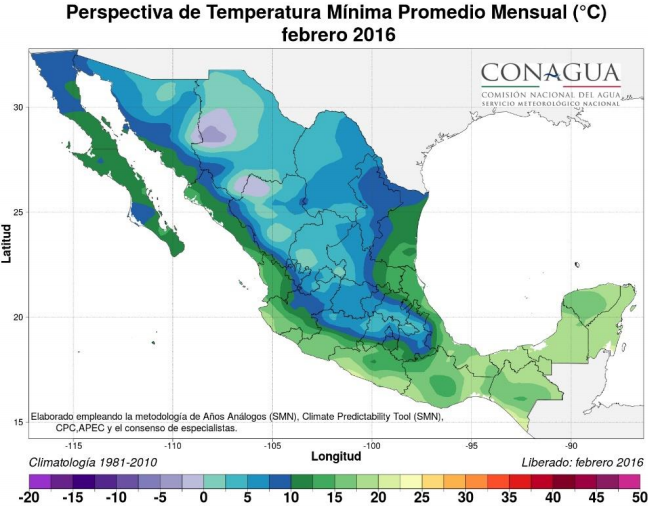 Perspectiva de Temperatura Mínima Promedio Mensual (°C)
febrero 2016
CONAGUA
COMISIÓN NACIONAL DEL AGUA
SERVICIO METEOROLÓGICO NACIONAL
30
25
20
15
Latitud
Elaborado empleando la metodología de Años Análogos (SMN), Climate Predictability Tool (SMN),
CPC,APEC y el consenso de especialistas.
-115 -110 -105 -100 -95 -90
Longitud
Climatología 1981-2010 Liberado: febrero 2016
-20 -15 -10 -5 0 5 10 15 20 25 30 35 40 45 50